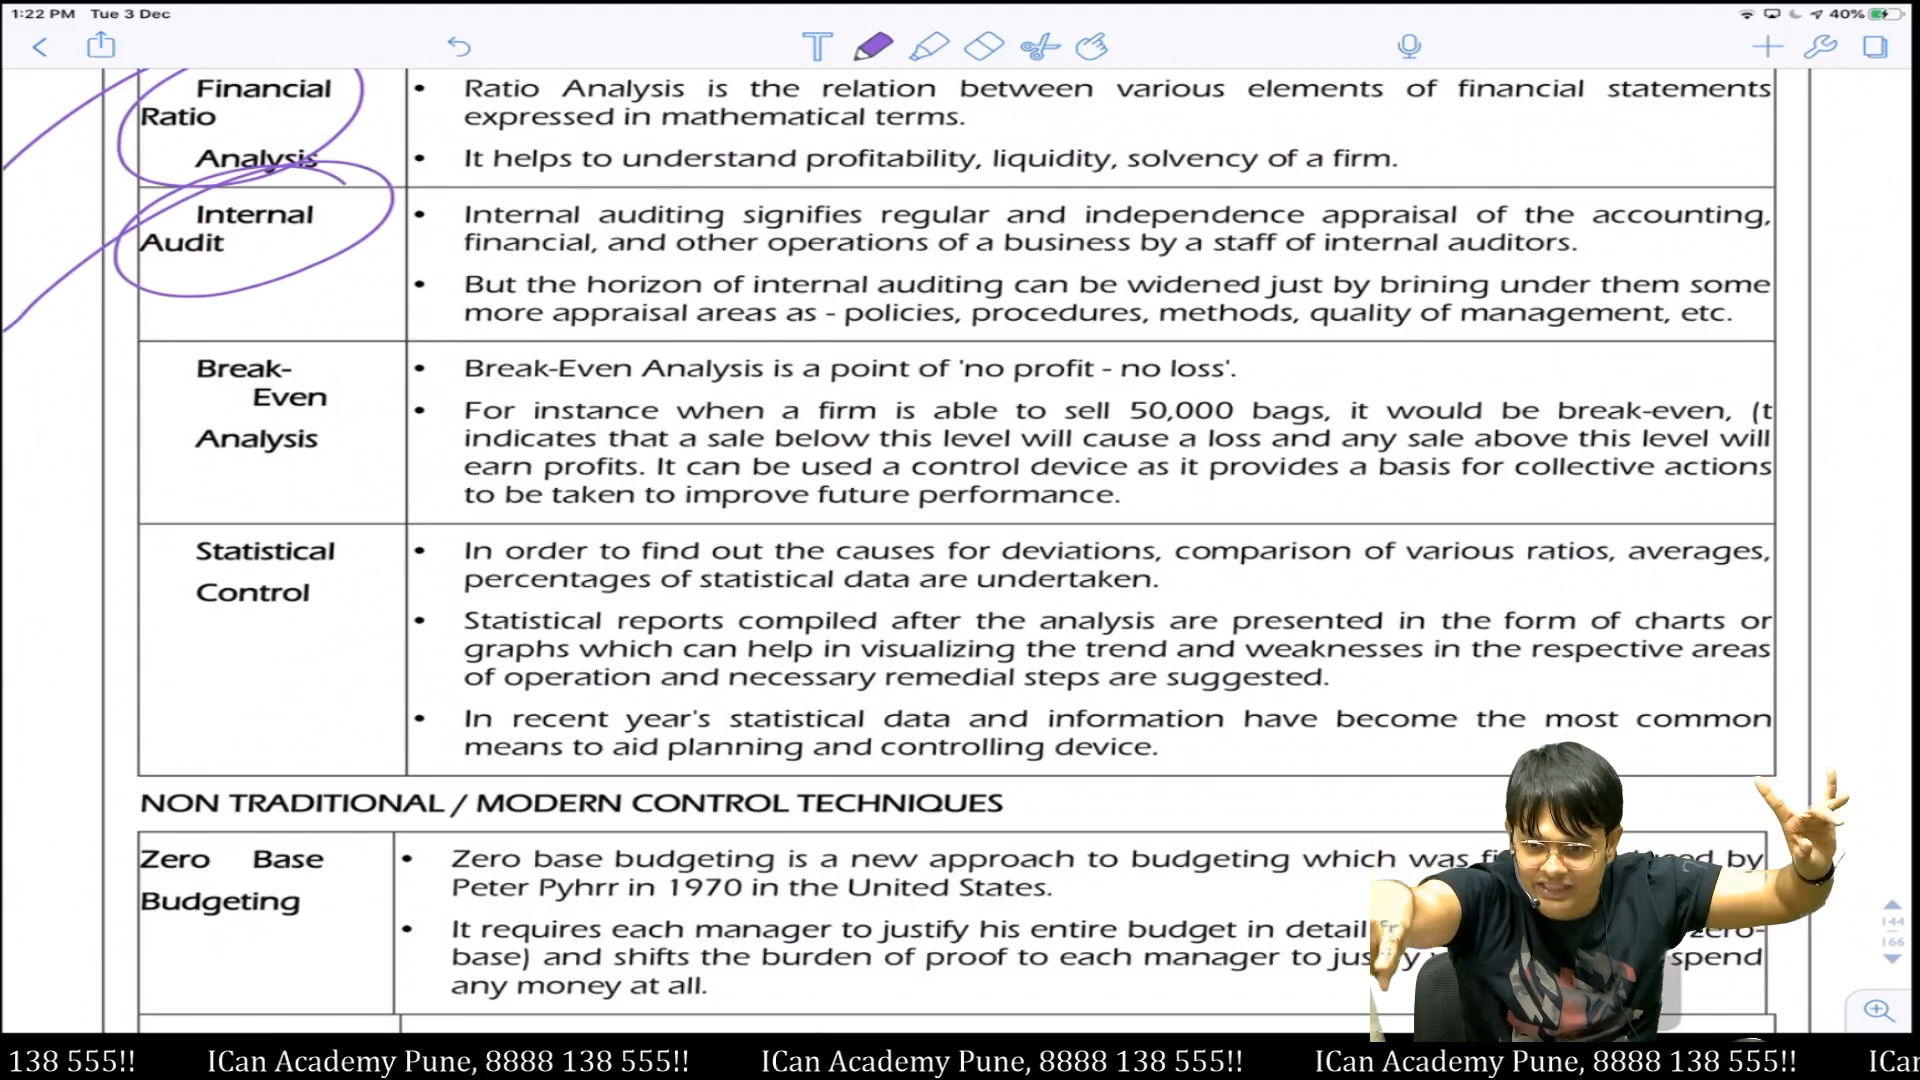 1:22 PM Tue 3 Dec
40%
T
Financial
Ratio
Analysis
• Ratio Analysis is the relation between various elements of financial statements
expressed in mathematical terms.
• It helps to understand profitability, liquidity, solvency of a firm.
Internal
Audit
• Internal auditing signifies regular and independence appraisal of the accounting,
financial, and other operations of a business by a staff of internal auditors.
• But the horizon of internal auditing can be widened just by brining under them some
more appraisal areas as - policies, procedures, methods, quality of management, etc.
Break-
Even
Analysis
• Break-Even Analysis is a point of 'no profit - no loss'.
• For instance when a firm is able to sell 50,000 bags, it would be break-even, (t
indicates that a sale below this level will cause a loss and any sale above this level will
earn profits. It can be used a control device as it provides a basis for collective actions
to be taken to improve future performance.
Statistical
Control
• In order to find out the causes for deviations, comparison of various ratios, averages,
percentages of statistical data are undertaken.
• Statistical reports compiled after the analysis are presented in the form of charts or
graphs which can help in visualizing the trend and weaknesses in the respective areas
of operation and necessary remedial steps are suggested.
• In recent year's statistical data and information have become the most common
means to aid planning and controlling device.
NON TRADITIONAL / MODERN CONTROL TECHNIQUES
Zero Base
Budgeting
• Zero base budgeting is a new approach to budgeting which was by
Peter Pyhrr in 1970 in the United States.
• It requires each manager to justify his entire budget in detail zero-
base) and shifts the burden of proof to each manager to spend
any money at all.
144
166
138 555!! ICan Academy Pune, 8888 138 555!! ICan Academy Pune, 8888 138 555!! ICan Academy Pune, 8888 138 555!! ICar